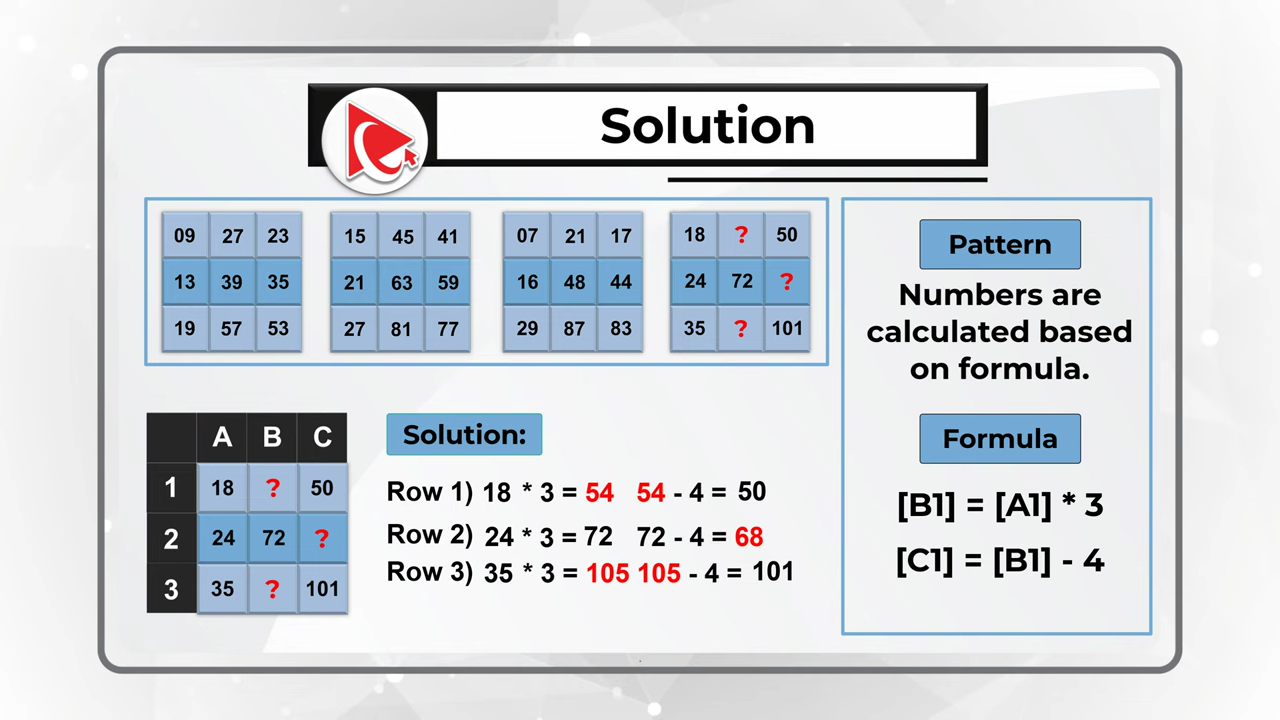 Solution
09 27 23 15 45 41 07 21 17 18 ? 50
13 39 35 21 63 59 16 48 44 24 72 ?
19 57 53 27 81 77 29 87 83 35 ? 101
A B C
1 18 ? 50
2 24 72 ?
3 35 ? 101
Solution:
Row 1) 18 * 3 = 54 54 - 4 = 50
Row 2) 24 * 3 = 72 72 - 4 = 68
Row 3) 35 * 3 = 105 105 - 4 = 101
Pattern
Numbers are
calculated based
on formula.
Formula
[B1] = [A1] * 3
[C1] = [B1] - 4